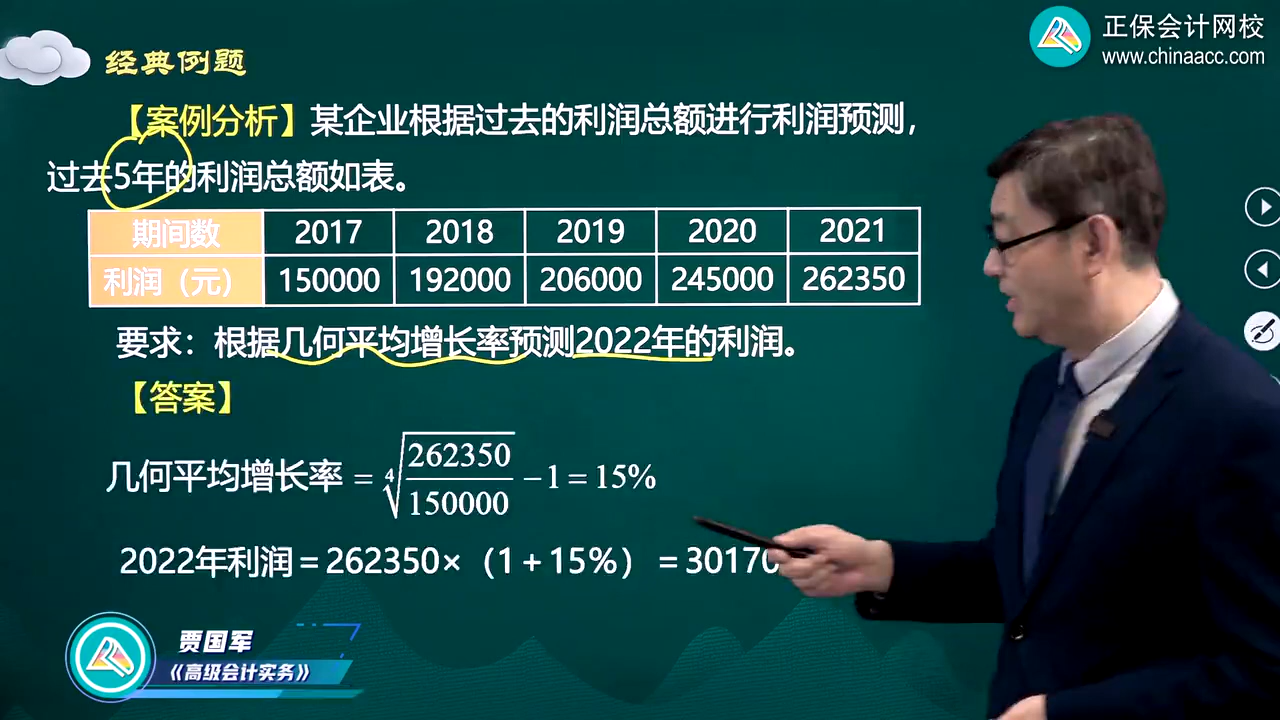 正保会计网校
www.chinaacc.com
经典例题
【案例分析】某企业根据过去的利润总额进行利润预测，
过去5年的利润总额如表。
期间数 2017 2018 2019 2020 2021
利润（元） 150000 192000 206000 245000 262350
要求：根据几何平均增长率预测2022年的利润。
【答案】
几何平均增长率 = ∜(262350/150000) − 1 = 15%
2022年利润＝262350×（1＋15%）＝30170
贾国军
《高级会计实务》